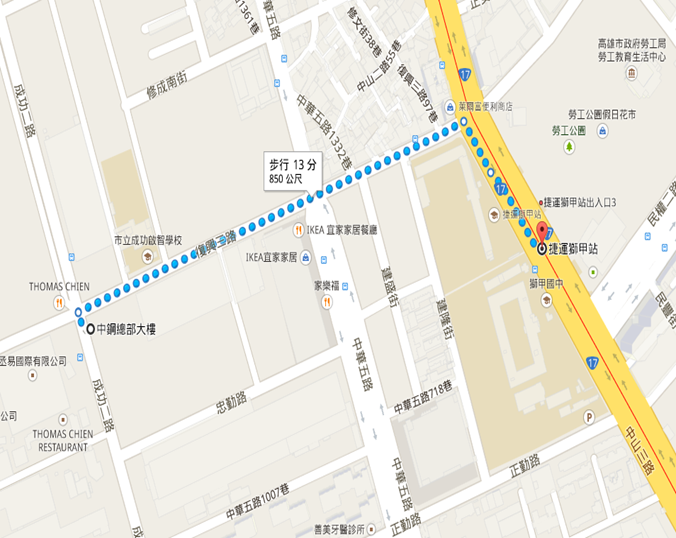 華五路
1361巷
修文街38巷
中山一路55巷
復興三路97巷
17
高雄市政府勞工局
勞工教育生活中心
成功二路
修成南街
中華五路1332巷
萊爾富便利商店
勞工公園假日花市
勞工公園
步行 13 分
850 公尺
17
捷運獅甲站出入口3
捷運獅甲站
民權二路
市立成功啟智學校
復興三路
IKEA 宜家家居餐廳
捷運獅甲站
IKEA宜家家居
建盛街
家樂福
獅甲國中
THOMAS CHIEN
中鋼總部大樓
建隆街
丞易國際有限公司
中華五路
17
成功二路
忠勤路
中華五路718巷
公司
THOMAS CHIEN
RESTAURANT
P
中山三路
正勤路
中華五路
中華五路1007巷
善美牙醫診所
正勤路